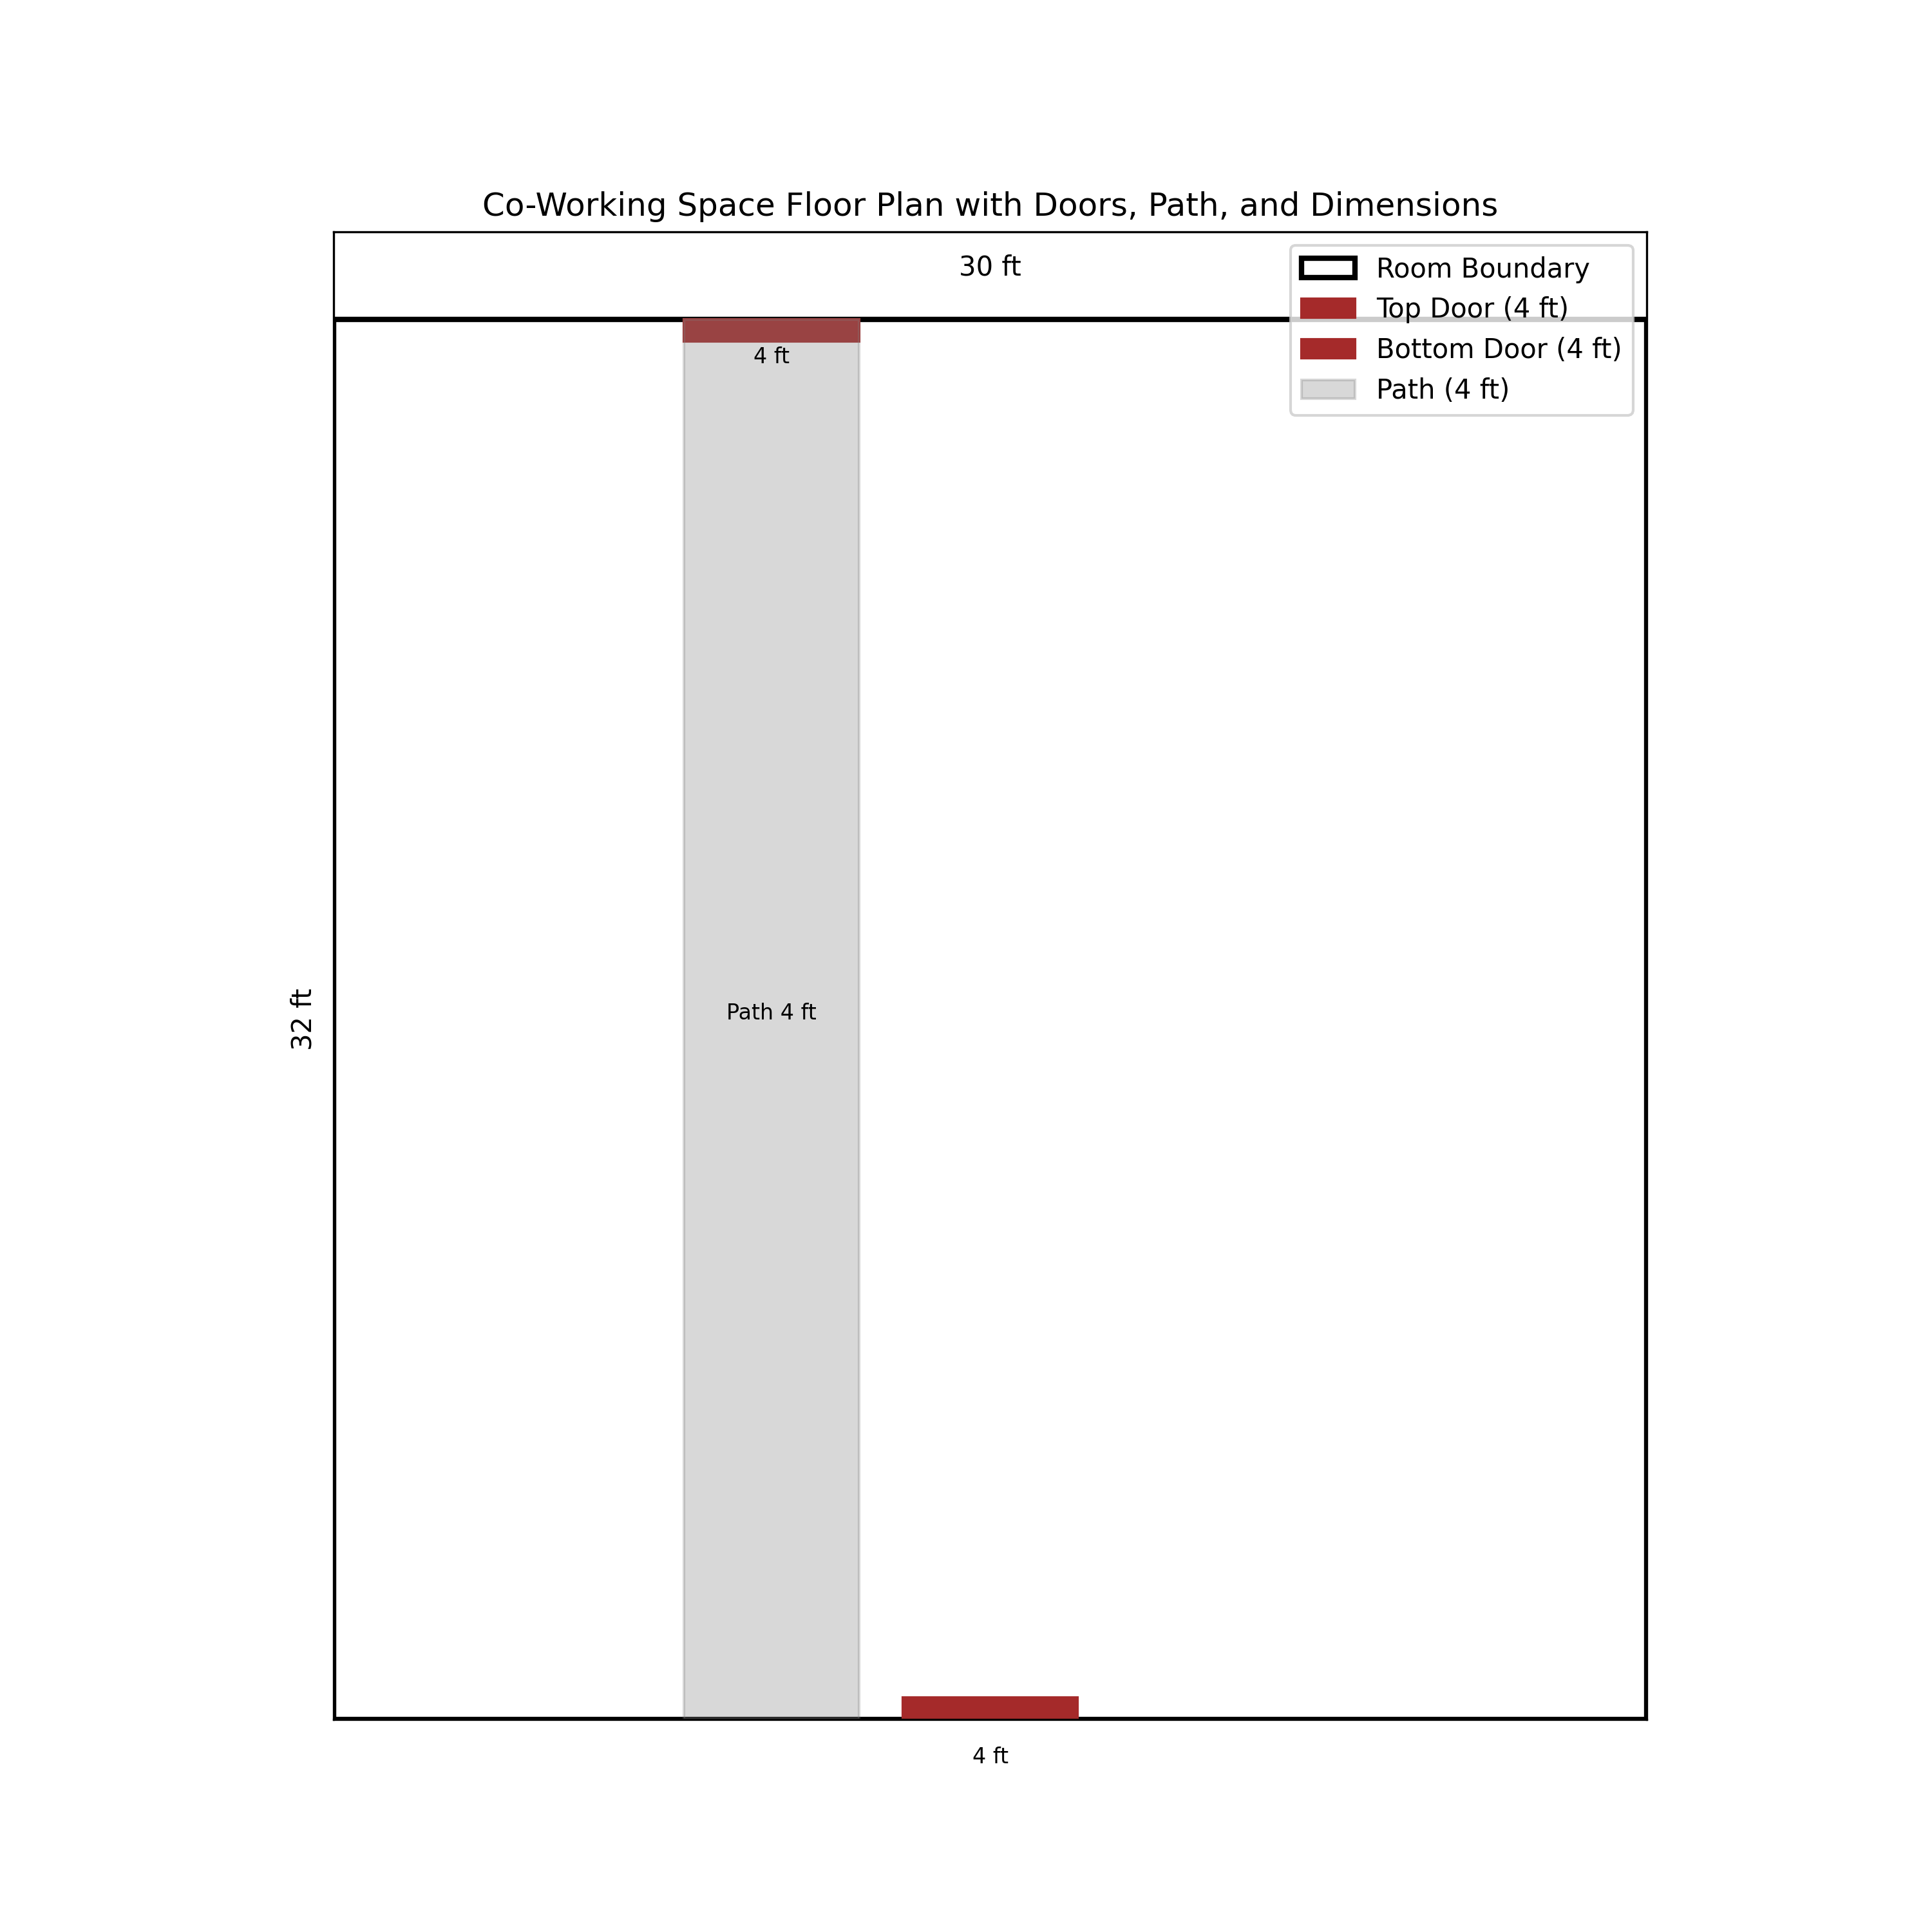 Co-Working Space Floor Plan with Doors, Path, and Dimensions
30 ft
Room Boundary
Top Door (4 ft)
Bottom Door (4 ft)
Path (4 ft)
4 ft
32 ft
Path 4 ft
4 ft